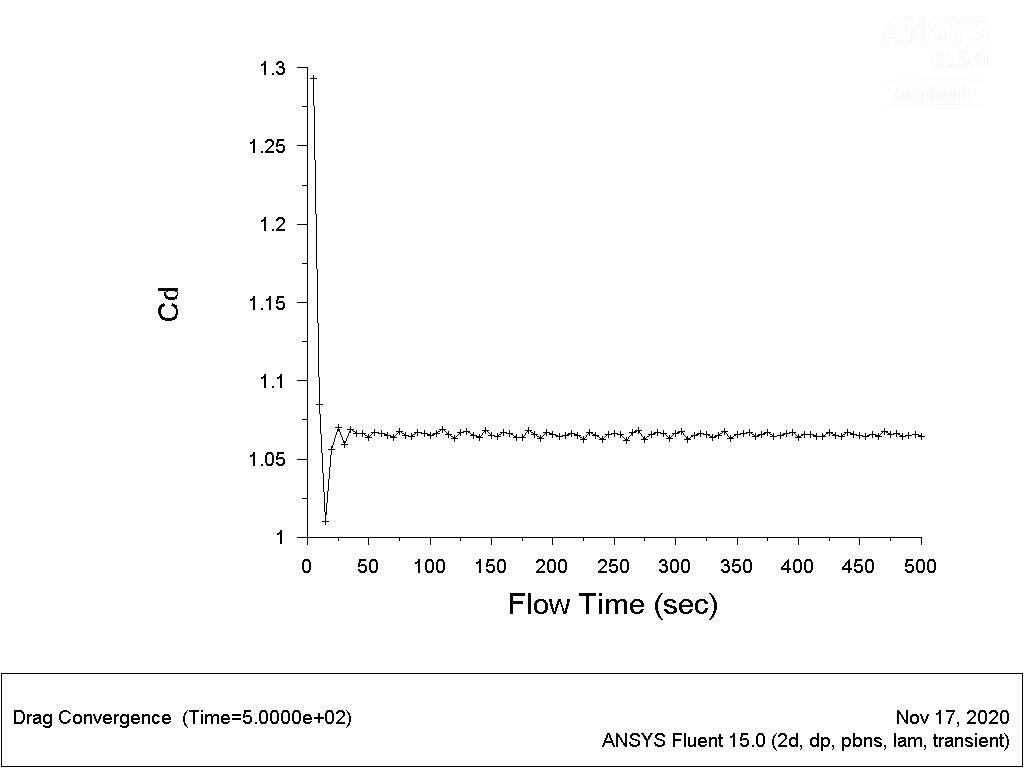 ANSYS
R15.0
Academic
1.3
1.25
1.2
1.15
1.1
1.05
1
Cd
0 50 100 150 200 250 300 350 400 450 500
Flow Time (sec)
Drag Convergence (Time=5.0000e+02)
Nov 17, 2020
ANSYS Fluent 15.0 (2d, dp, pbns, lam, transient)